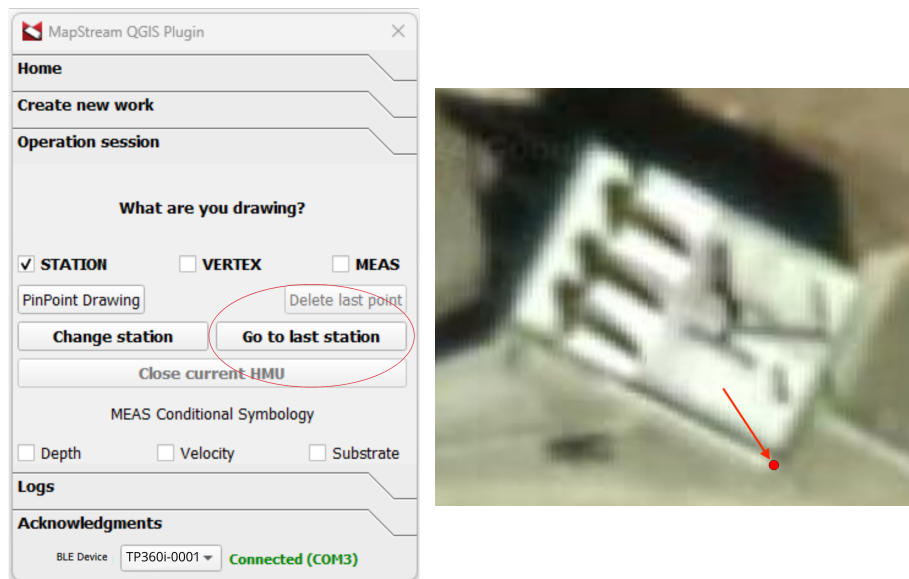 MapStream QGIS Plugin
Home
Create new work
Operation session
What are you drawing?
STATION VERTEX MEAS
PinPoint Drawing Delete last point
Change station Go to last station
Close current HMU
MEAS Conditional Symbology
Depth Velocity Substrate
Logs
Acknowledgments
BLE Device TP360i-0001 Connected (COM3)